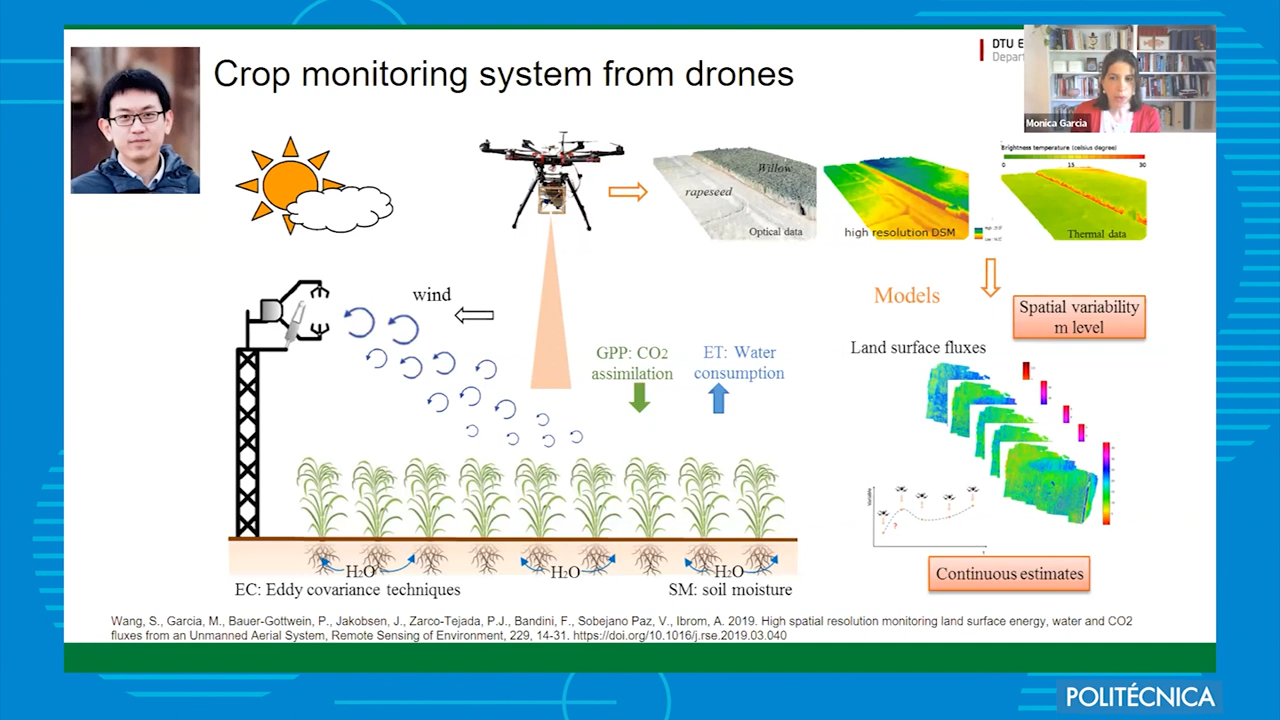 Crop monitoring system from drones
DTU E
Depar
Monica Garcia
Brightness temperature (celsius degree)
15
30
Willow
rapeseed
Optical data
high resolution DSM
Thermal data
wind
Models
Spatial variability
m level
GPP: CO2
assimilation
ET: Water
consumption
Land surface fluxes
H2O
H2O
H2O
EC: Eddy covariance techniques
SM: soil moisture
Variable
?
t
Continuous estimates
Wang, S., Garcia, M., Bauer-Gottwein, P., Jakobsen, J., Zarco-Tejada, P.J., Bandini, F., Sobejano Paz, V., Ibrom, A. 2019. High spatial resolution monitoring land surface energy, water and CO2
fluxes from an Unmanned Aerial System, Remote Sensing of Environment, 229, 14-31. https://doi.org/10.1016/j.rse.2019.03.040
POLITÉCNICA